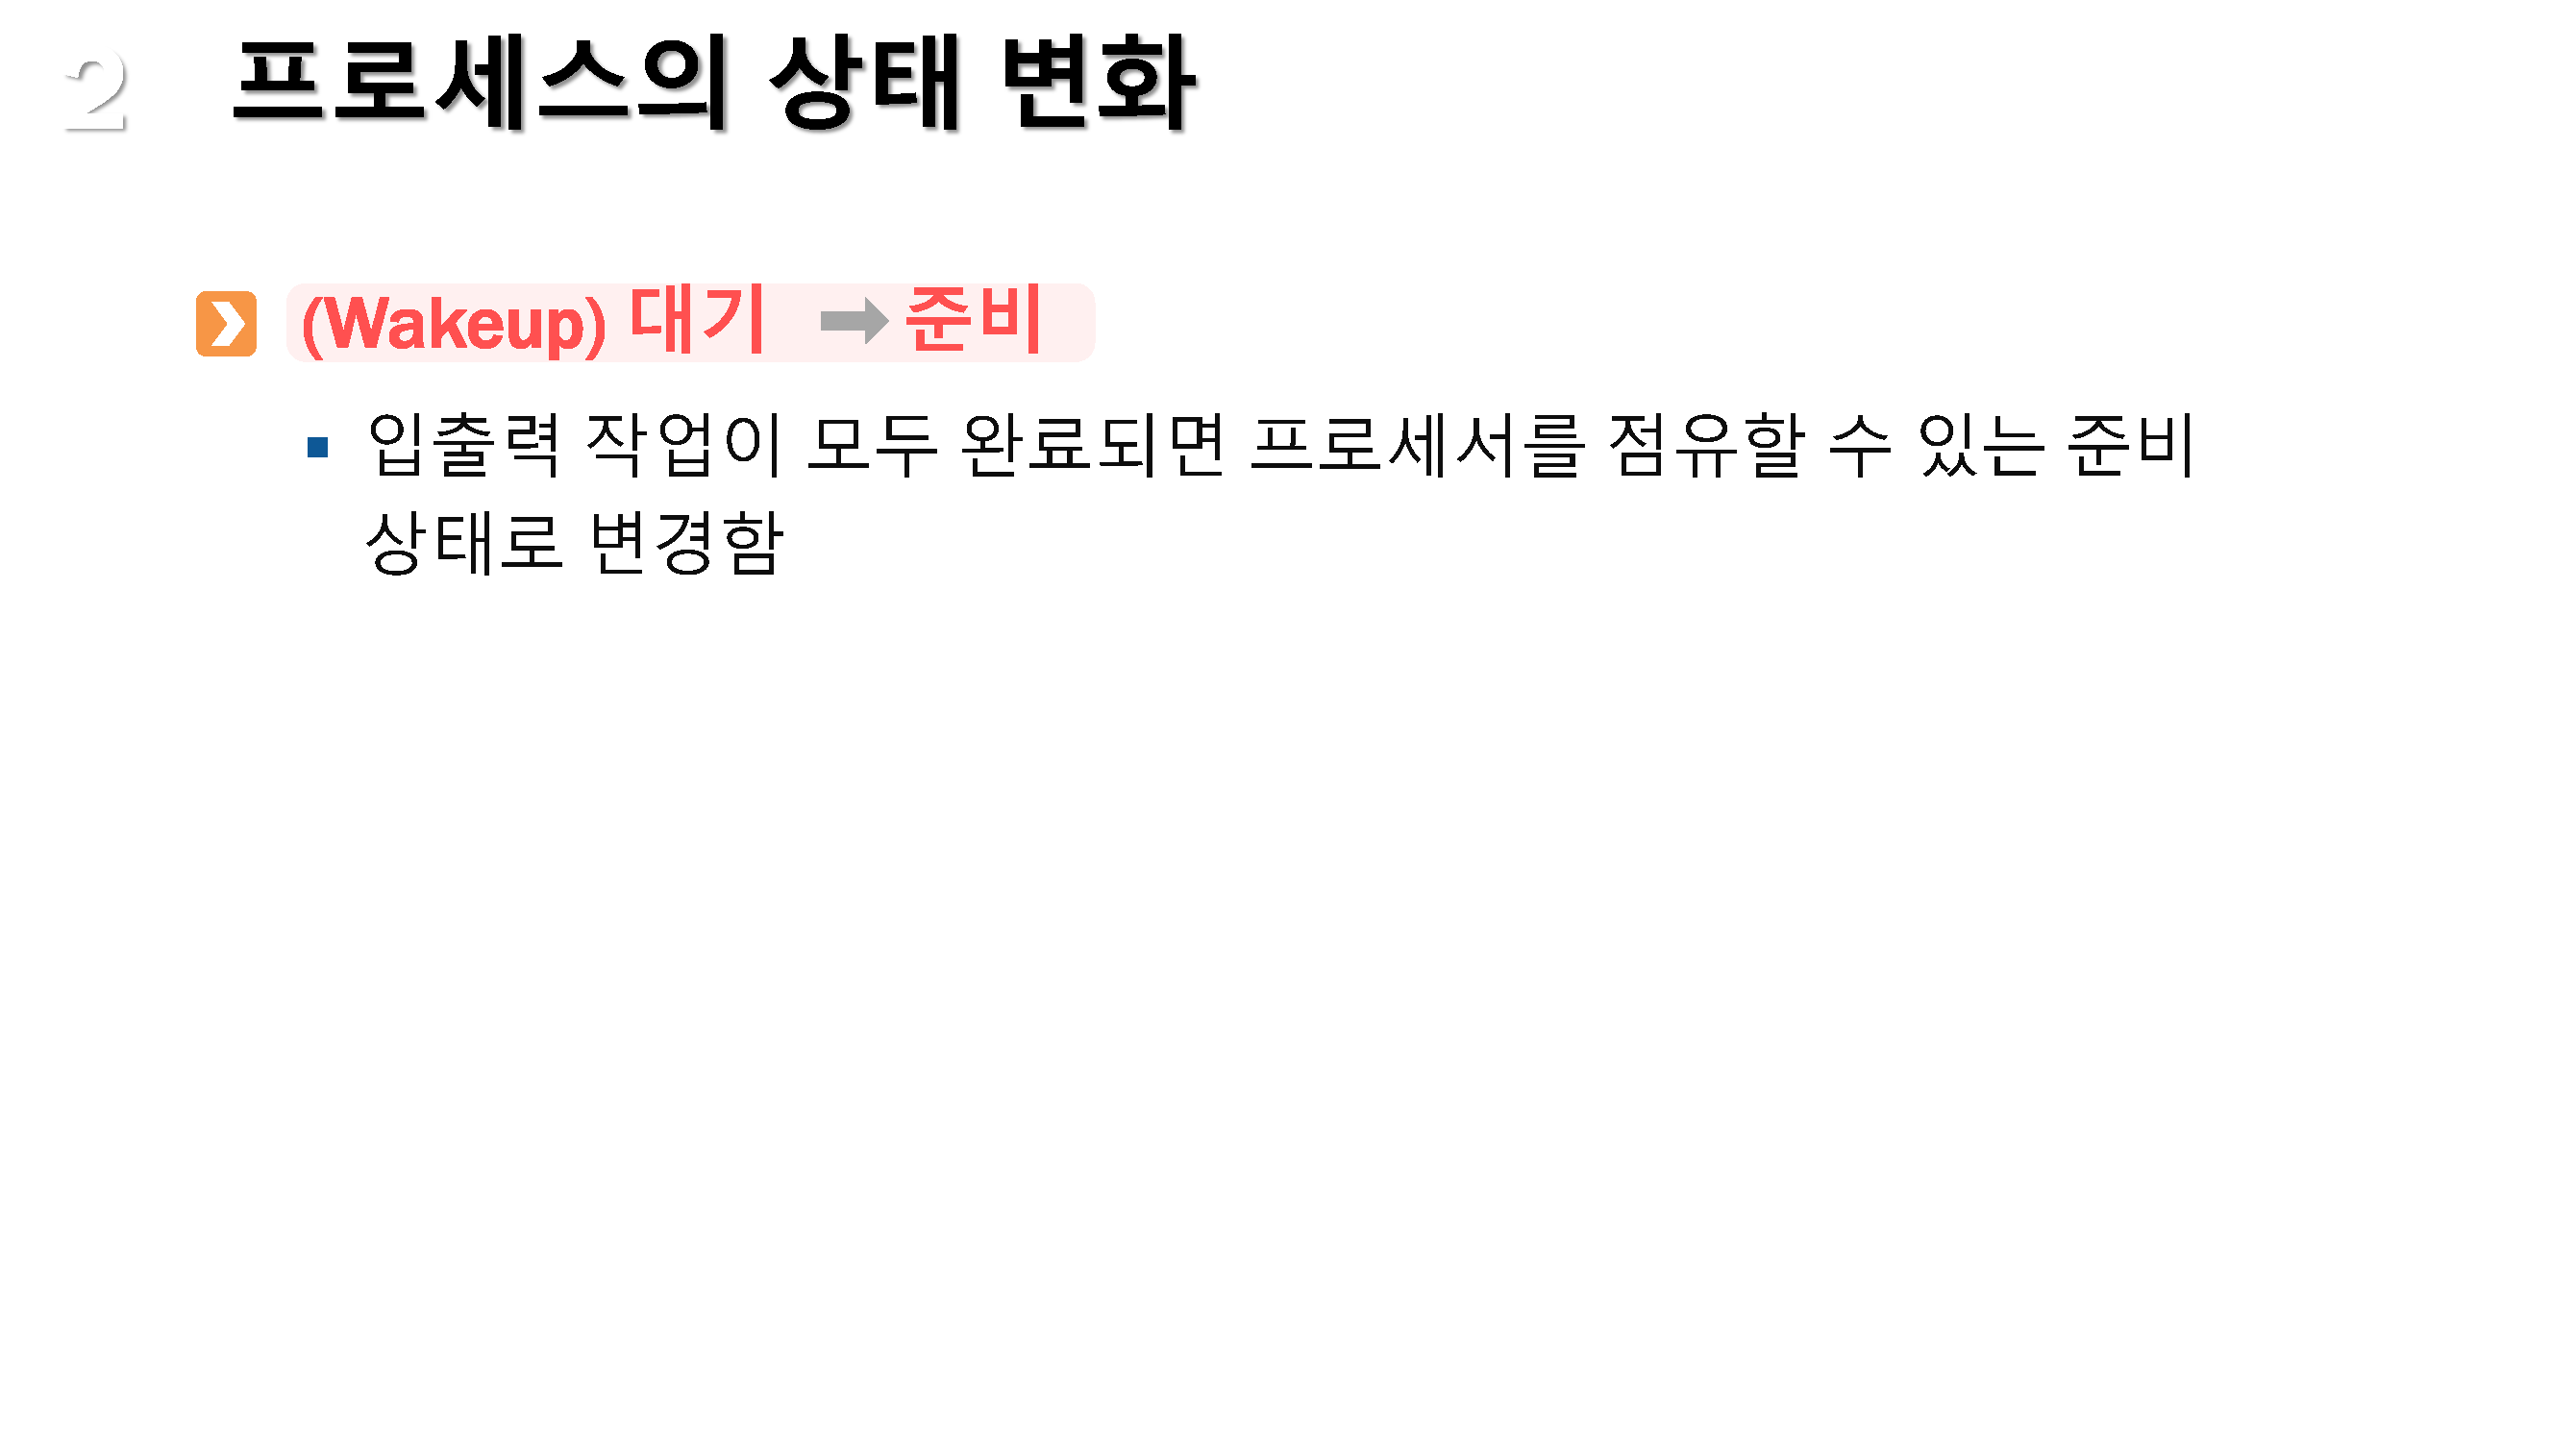 2 프로세스의 상태 변화
(Wakeup) 대기 ➡ 준비
▪ 입출력 작업이 모두 완료되면 프로세서를 점유할 수 있는 준비
상태로 변경함